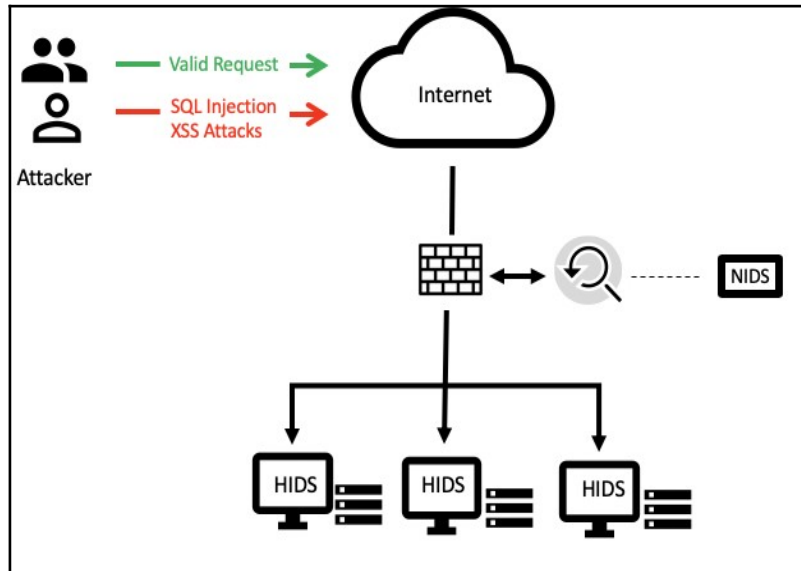 Valid Request
SQL Injection
XSS Attacks
Attacker
Internet
NIDS
HIDS
HIDS
HIDS